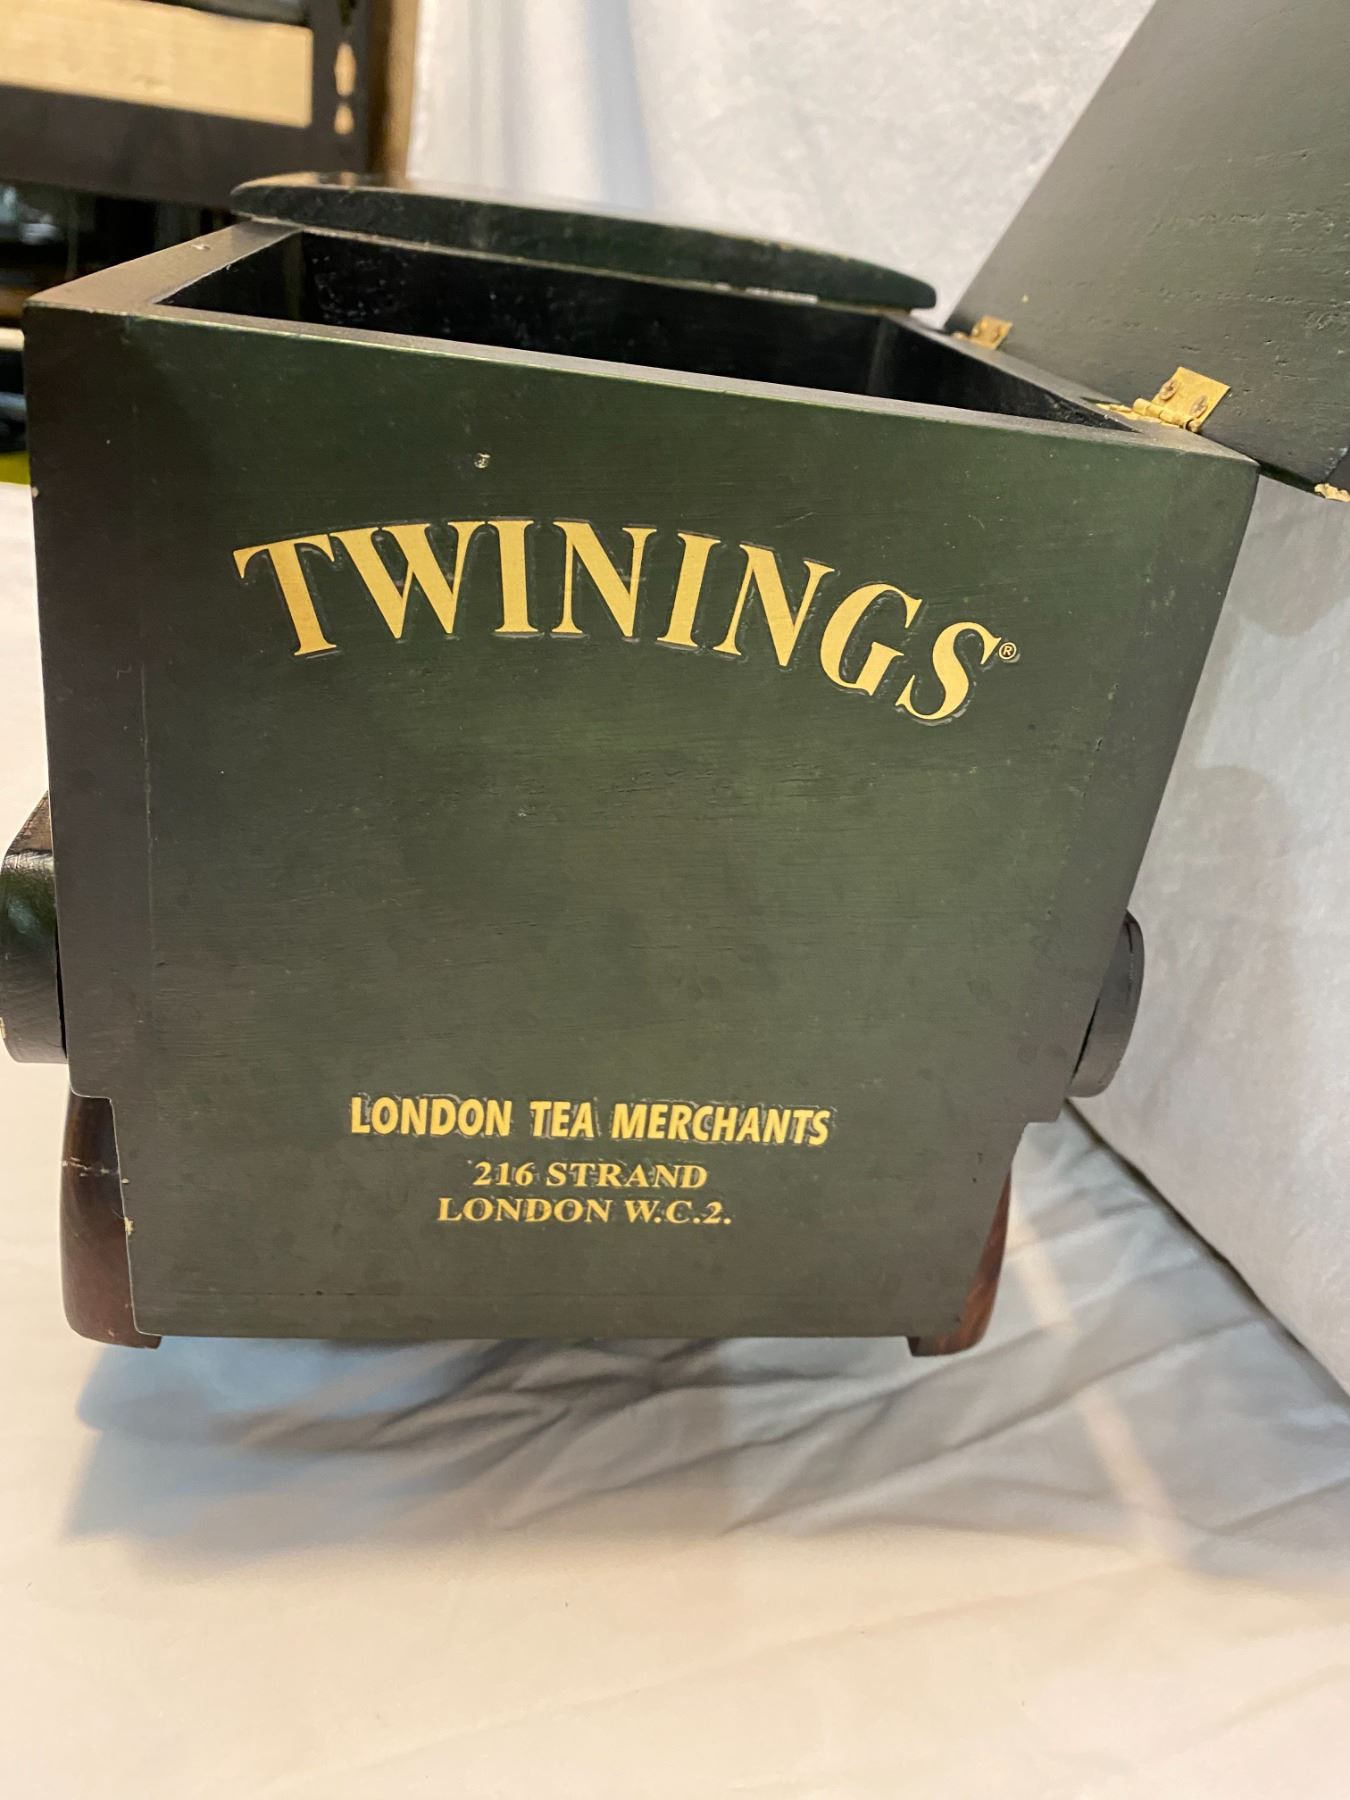 TWININGS®
LONDON TEA MERCHANTS
216 STRAND
LONDON W.C.2.